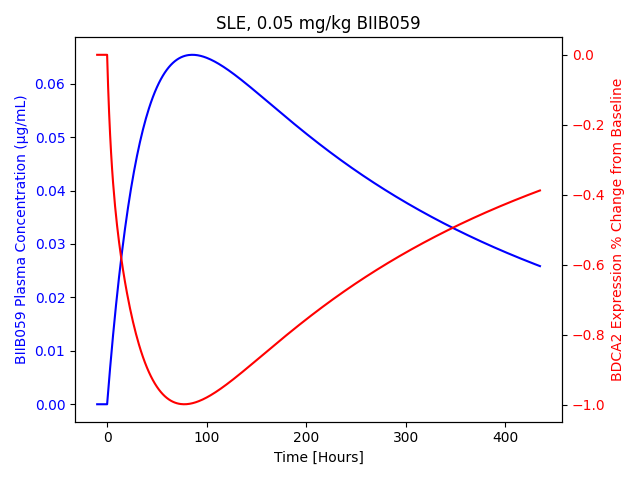 SLE, 0.05 mg/kg BIIB059
BIIB059 Plasma Concentration (μg/mL)
0.06
0.05
0.04
0.03
0.02
0.01
0.00
0.0
−0.2
−0.4
−0.6
−0.8
−1.0
BDCA2 Expression % Change from Baseline
0 100 200 300 400
Time [Hours]